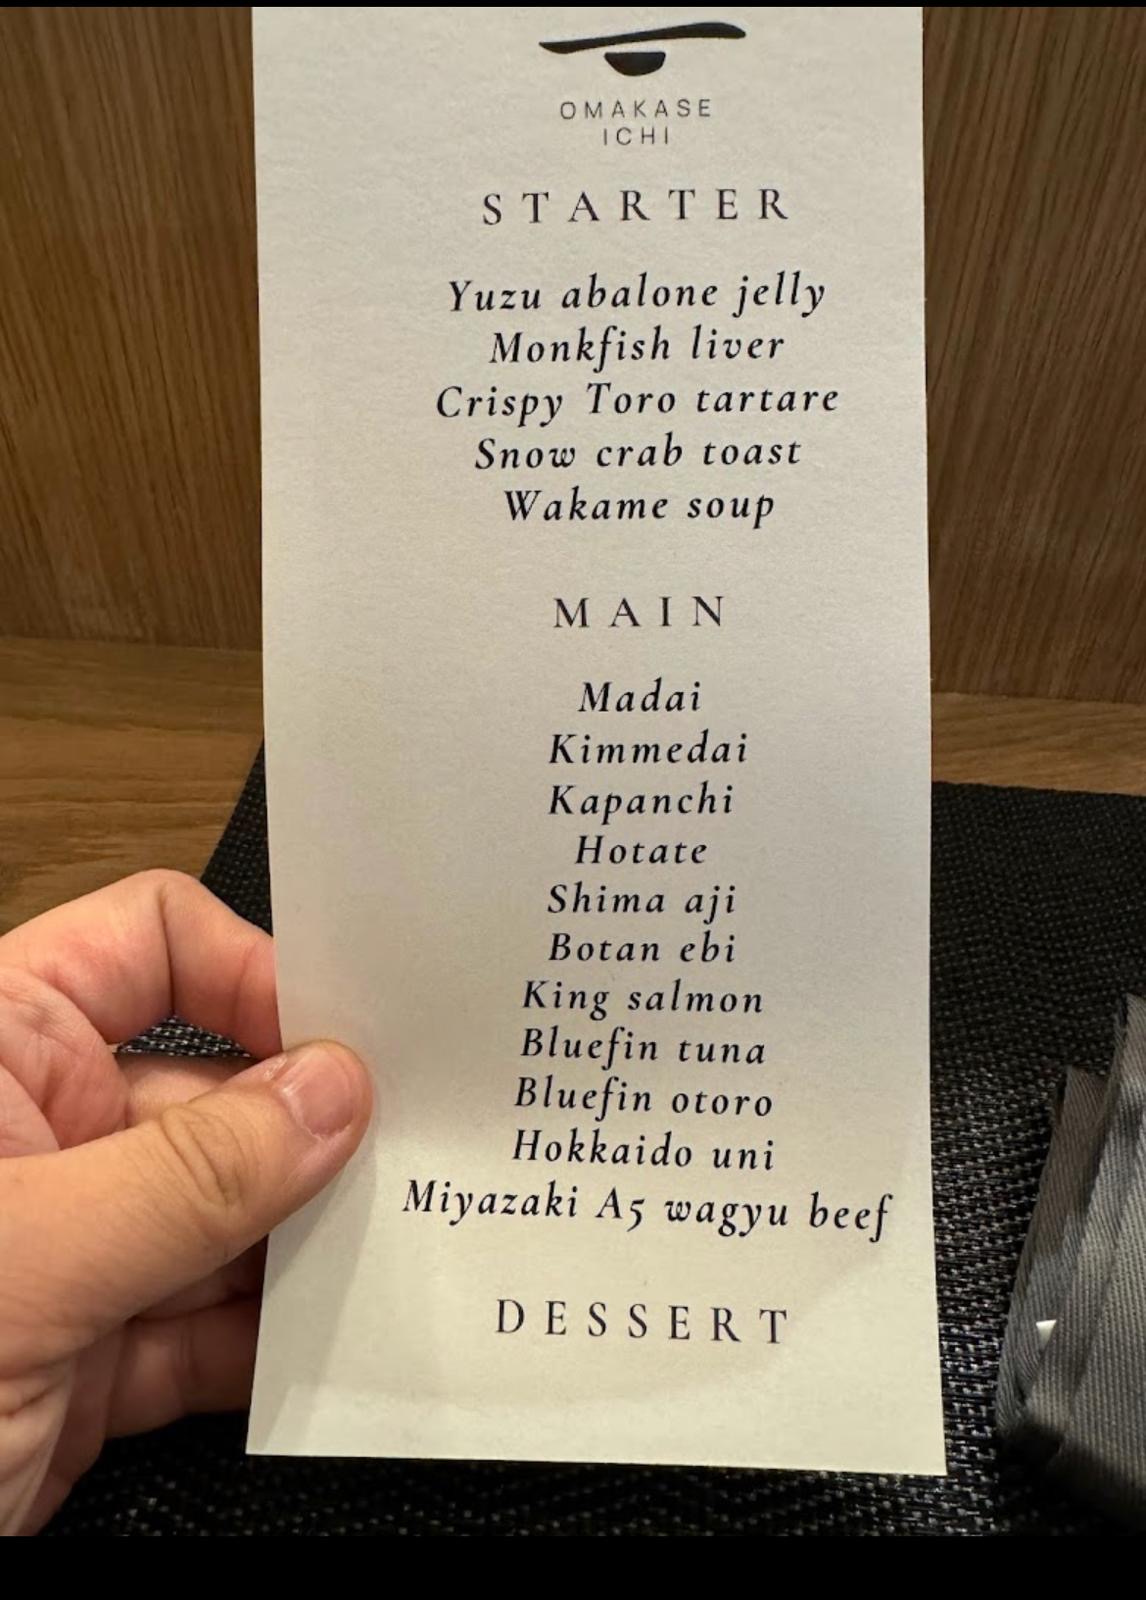 OMAKASE
ICHI
STARTER
Yuzu abalone jelly
Monkfish liver
Crispy Toro tartare
Snow crab toast
Wakame soup
MAIN
Madai
Kimmedai
Kapanchi
Hotate
Shima aji
Botan ebi
King salmon
Bluefin tuna
Bluefin otoro
Hokkaido uni
Miyazaki A5 wagyu beef
DESSERT